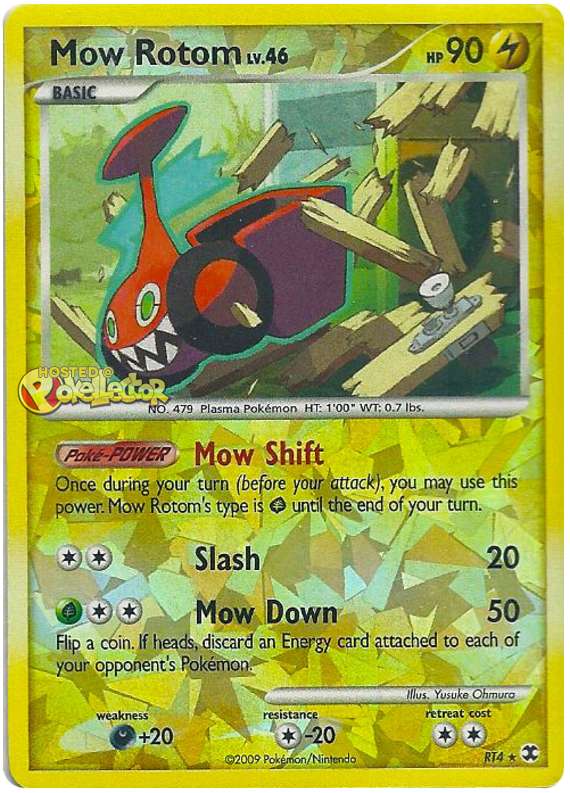 Mow Rotom LV.46 HP 90
BASIC
HOSTED @
PokéLLector
NO. 479 Plasma Pokémon HT: 1'00" WT: 0.7 lbs.
Poké-POWER Mow Shift
Once during your turn (before your attack), you may use this
power. Mow Rotom's type is until the end of your turn.
Slash 20
Mow Down 50
Flip a coin. If heads, discard an Energy card attached to each of
your opponent's Pokémon.
Illus. Yusuke Ohmura
weakness resistance retreat cost
+20 -20
©2009 Pokémon/Nintendo
RT4